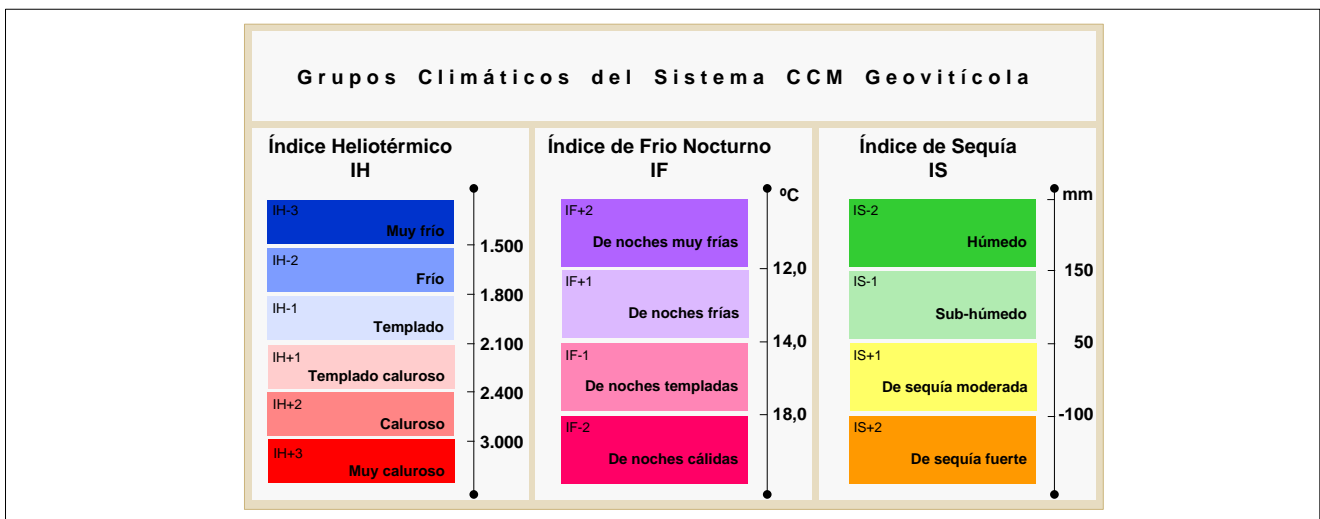 Grupos Climáticos del Sistema CCM Geovitícola
Índice Heliotérmico
IH
IH-3
Muy frío
1.500
IH-2
Frío
1.800
IH-1
Templado
2.100
IH+1
Templado caluroso
2.400
IH+2
Caluroso
3.000
IH+3
Muy caluroso
Índice de Frio Nocturno
IF
ºC
IF+2
De noches muy frías
12,0
IF+1
De noches frías
14,0
IF-1
De noches templadas
18,0
IF-2
De noches cálidas
Índice de Sequía
IS
mm
IS-2
Húmedo
150
IS-1
Sub-húmedo
50
IS+1
De sequía moderada
-100
IS+2
De sequía fuerte